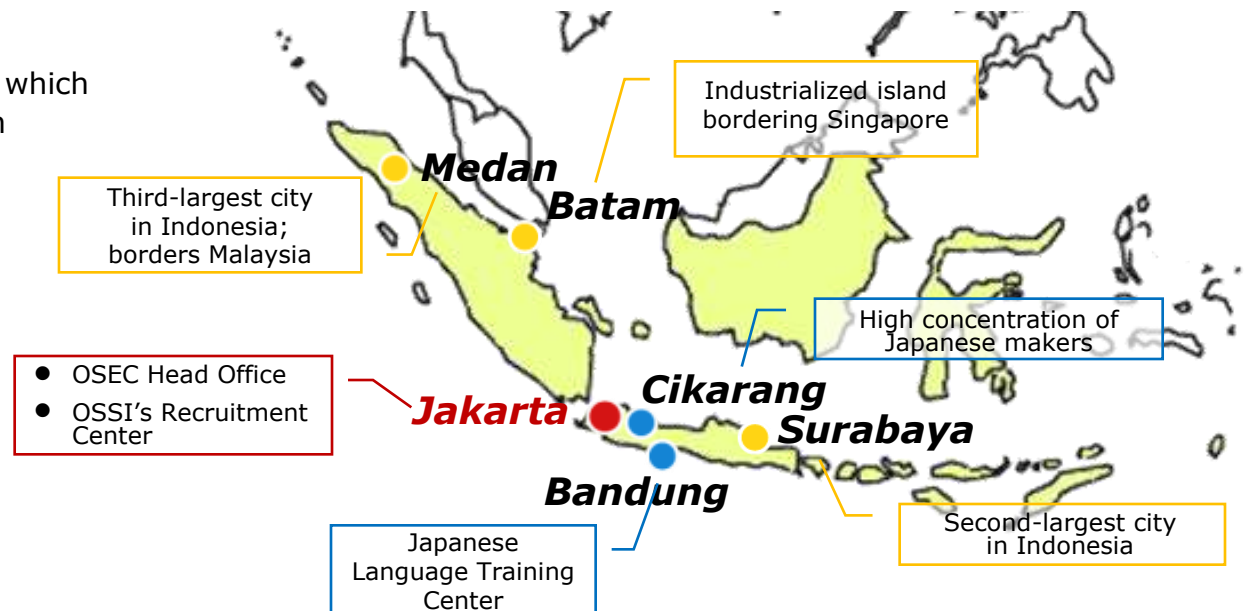 which
n
Industrialized island
bordering Singapore
Medan
Batam
Third-largest city
in Indonesia;
borders Malaysia
High concentration of
Japanese makers
● OSEC Head Office
● OSSI's Recruitment
Center
Jakarta
Cikarang
Surabaya
Bandung
Second-largest city
in Indonesia
Japanese
Language Training
Center